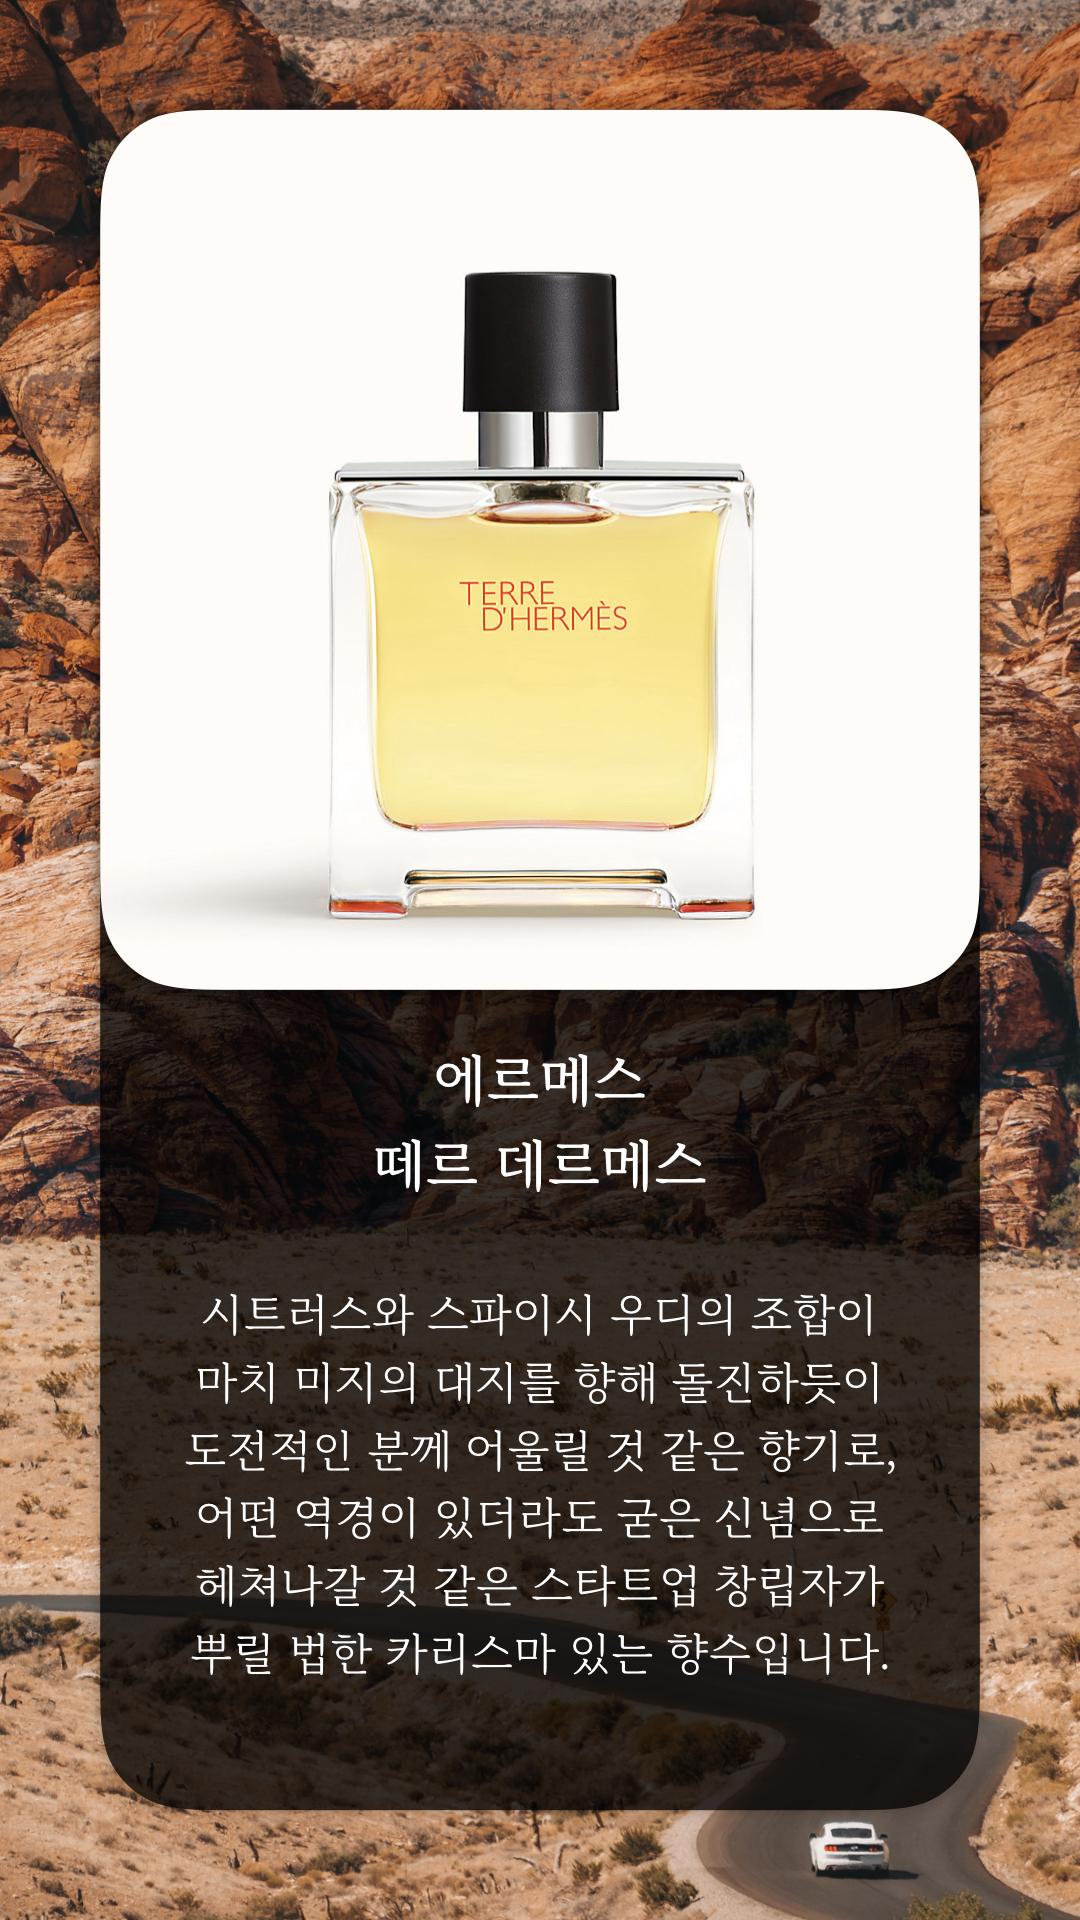 TERRE
D'HERMÈS
에르메스
떼르 데르메스
시트러스와 스파이시 우디의 조합이
마치 미지의 대지를 향해 돌진하듯이
도전적인 분께 어울릴 것 같은 향기로,
어떤 역경이 있더라도 굳은 신념으로
헤쳐나갈 것 같은 스타트업 창립자가
뿌릴 법한 카리스마 있는 향수입니다.